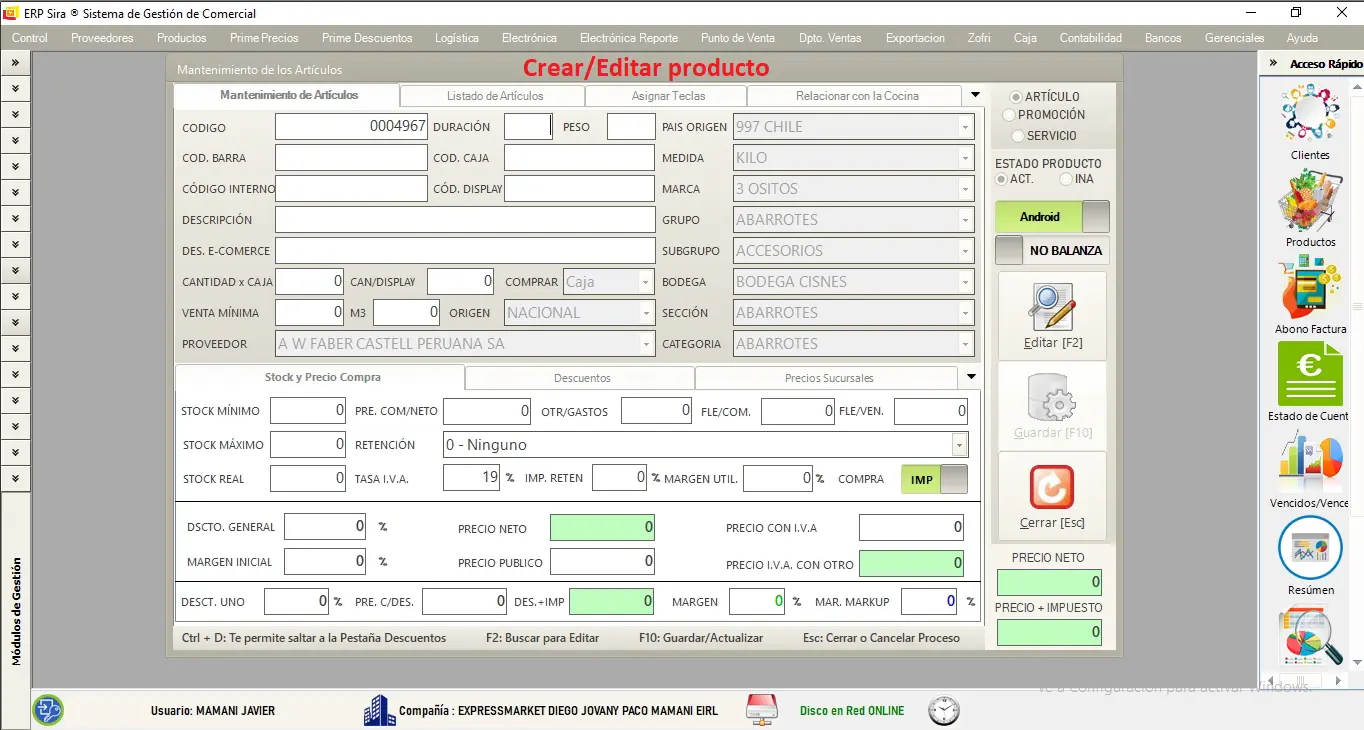 ERP Sira ® Sistema de Gestión de Comercial
Control Proveedores Productos Prime Precios Prime Descuentos Logística Electrónica Electrónica Reporte Punto de Venta Dpto. Ventas Exportacion Zofri Caja Contabilidad Bancos Gerenciales Ayuda
Mantenimiento de los Artículos
Crear/Editar producto
Mantenimiento de Artículos Listado de Artículos Asignar Teclas Relacionar con la Cocina
CODIGO 0004967 DURACIÓN PESO PAIS ORIGEN 997 CHILE
COD. BARRA COD. CAJA MEDIDA KILO
CÓDIGO INTERNO CÓD. DISPLAY MARCA 3 OSITOS
DESCRIPCIÓN GRUPO ABARROTES
DES. E-COMERCE SUBGRUPO ACCESORIOS
CANTIDAD x CAJA 0 CAN/DISPLAY 0 COMPRAR Caja BODEGA BODEGA CISNES
VENTA MÍNIMA 0 M3 0 ORIGEN NACIONAL SECCIÓN ABARROTES
PROVEEDOR A W FABER CASTELL PERUANA SA CATEGORIA ABARROTES
Stock y Precio Compra Descuentos Precios Sucursales
STOCK MÍNIMO 0 PRE. COM/NETO 0 OTR/GASTOS 0 FLE/COM. 0 FLE/VEN. 0
STOCK MÁXIMO 0 RETENCIÓN 0 - Ninguno
STOCK REAL 0 TASA I.V.A. 19 % IMP. RETEN 0 % MARGEN UTIL. 0 % COMPRA IMP
DSCTO. GENERAL 0 % PRECIO NETO 0 PRECIO CON I.V.A 0
MARGEN INICIAL 0 % PRECIO PUBLICO 0 PRECIO I.V.A. CON OTRO 0
DESCT. UNO 0 % PRE. C/DES. 0 DES.+IMP 0 MARGEN 0 % MAR. MARKUP 0 %
Ctrl + D: Te permite saltar a la Pestaña Descuentos F2: Buscar para Editar F10: Guardar/Actualizar Esc: Cerrar o Cancelar Proceso
ARTÍCULO
PROMOCIÓN
SERVICIO
ESTADO PRODUCTO
ACT. INA
Android
NO BALANZA
Editar [F2]
Guardar [F10]
Cerrar [Esc]
PRECIO NETO
0
PRECIO + IMPUESTO
0
Acceso Rápido
Clientes
Productos
Abono Factura
€
Estado de Cuent
Vencidos/Vence
Resúmen
Módulos de Gestión
Ve a Configuración para activar Windows.
Usuario: MAMANI JAVIER Compañía : EXPRESSMARKET DIEGO JOVANY PACO MAMANI EIRL Disco en Red ONLINE